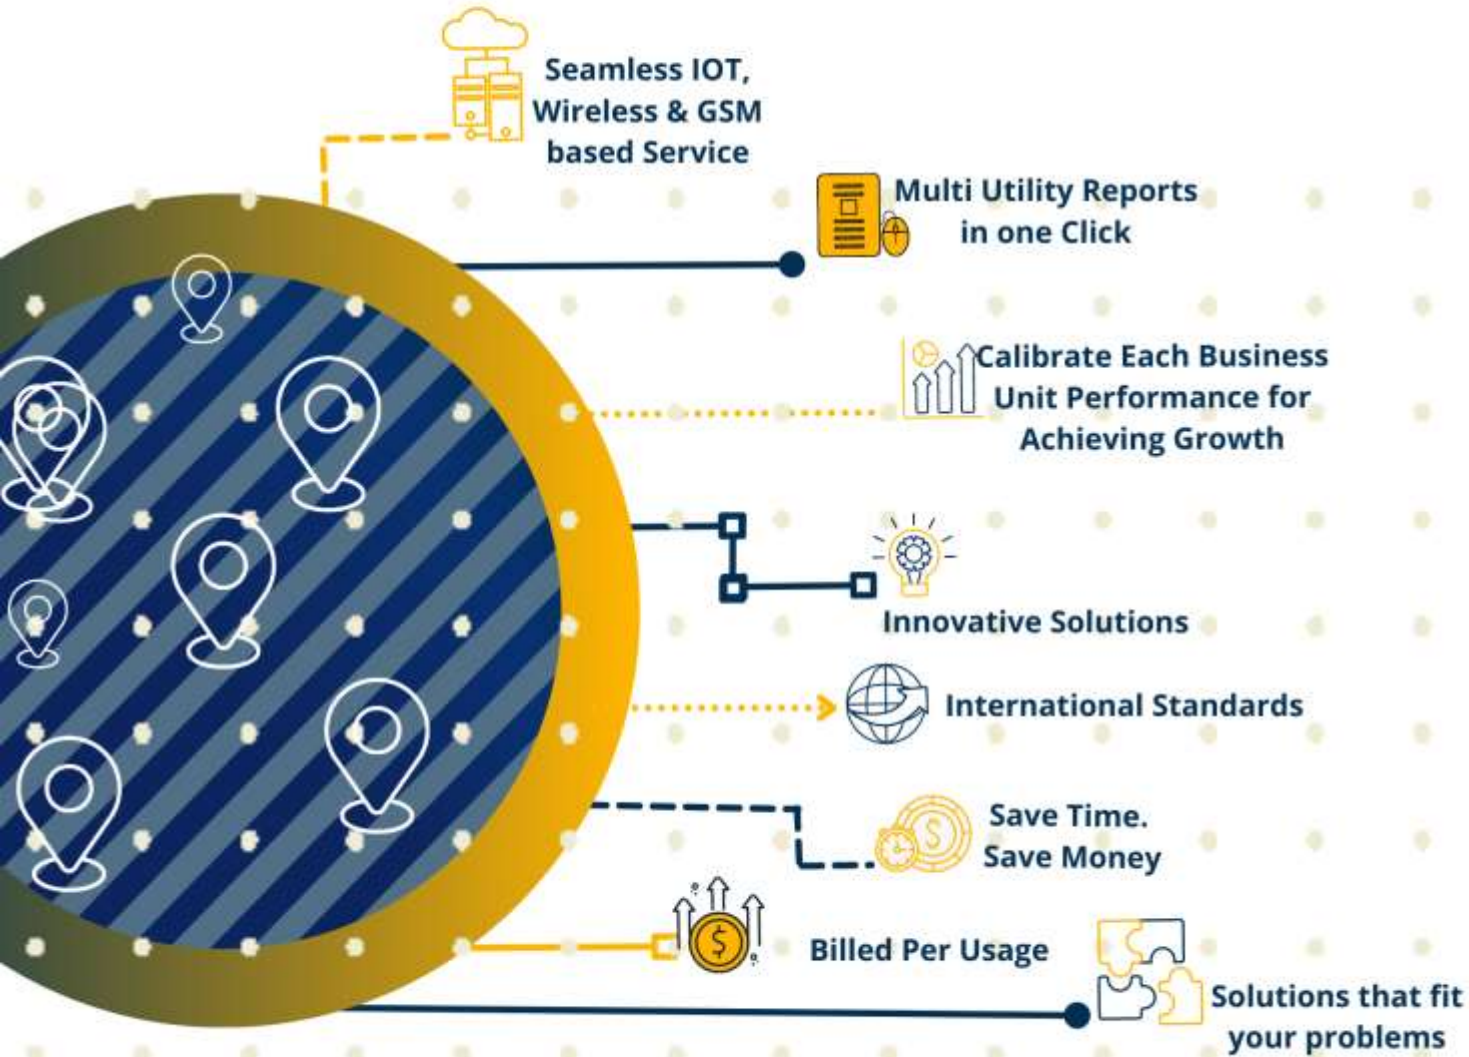 Seamless IOT,
Wireless & GSM
based Service
Multi Utility Reports
in one Click
Calibrate Each Business
Unit Performance for
Achieving Growth
Innovative Solutions
International Standards
Save Time.
Save Money
Billed Per Usage
Solutions that fit
your problems